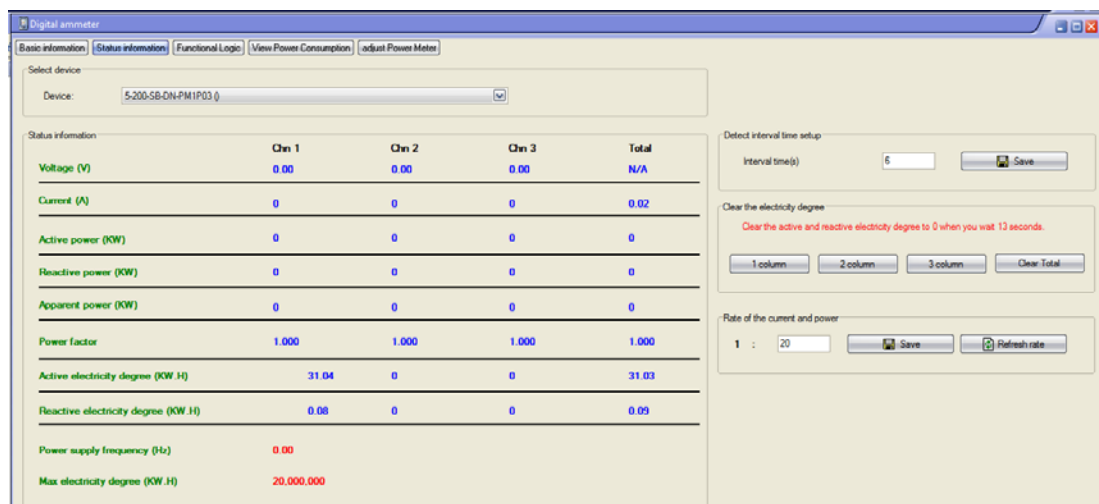 Digital ammeter
Basic information Status information Functional Logic View Power Consumption adjust Power Meter
Select device
Device: 5-200-SB-DN-PM1P03 ()
Status information
Chn 1 Chn 2 Chn 3 Total
Voltage (V) 0.00 0.00 0.00 N/A
Current (A) 0 0 0 0.02
Active power (KW) 0 0 0 0
Reactive power (KW) 0 0 0 0
Apparent power (KW) 0 0 0 0
Power factor 1.000 1.000 1.000 1.000
Active electricity degree (KW.H) 31.04 0 0 31.03
Reactive electricity degree (KW.H) 0.08 0 0 0.09
Power supply frequency (Hz) 0.00
Max electricity degree (KW.H) 20,000,000
Detect interval time setup
Interval time(s) 6 Save
Clear the electricity degree
Clear the active and reactive electricity degree to 0 when you wait 13 seconds.
1 column 2 column 3 column Clear Total
Rate of the current and power
1 : 20 Save Refresh rate